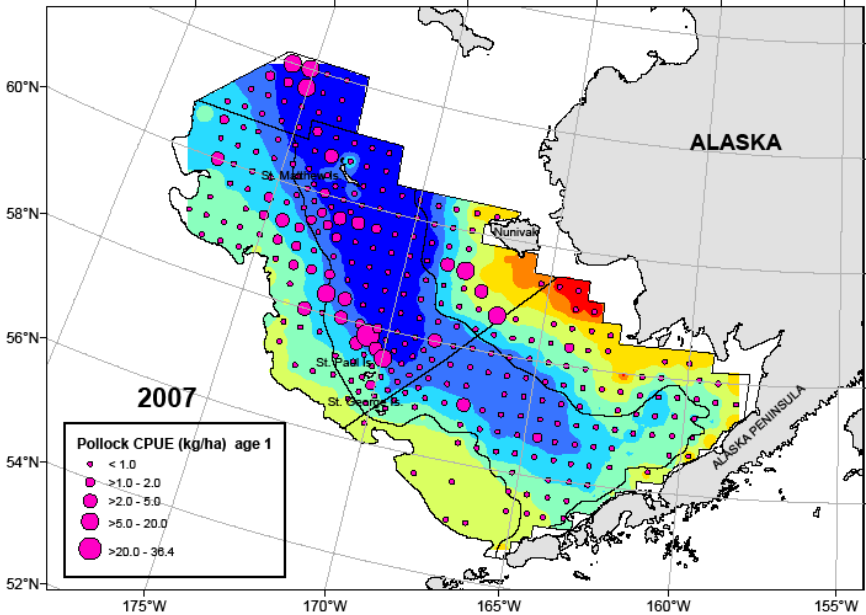 60°N
ALASKA
St. Matthew Is.
58°N
Nunivak
56°N
St. Paul Is.
2007
St. George Is.
ALASKA PENINSULA
Pollock CPUE (kg/ha) age 1
< 1.0
>1.0 - 2.0
>2.0 - 5.0
>5.0 - 20.0
>20.0 - 36.4
54°N
52°N
175°W
170°W
165°W
160°W
155°W